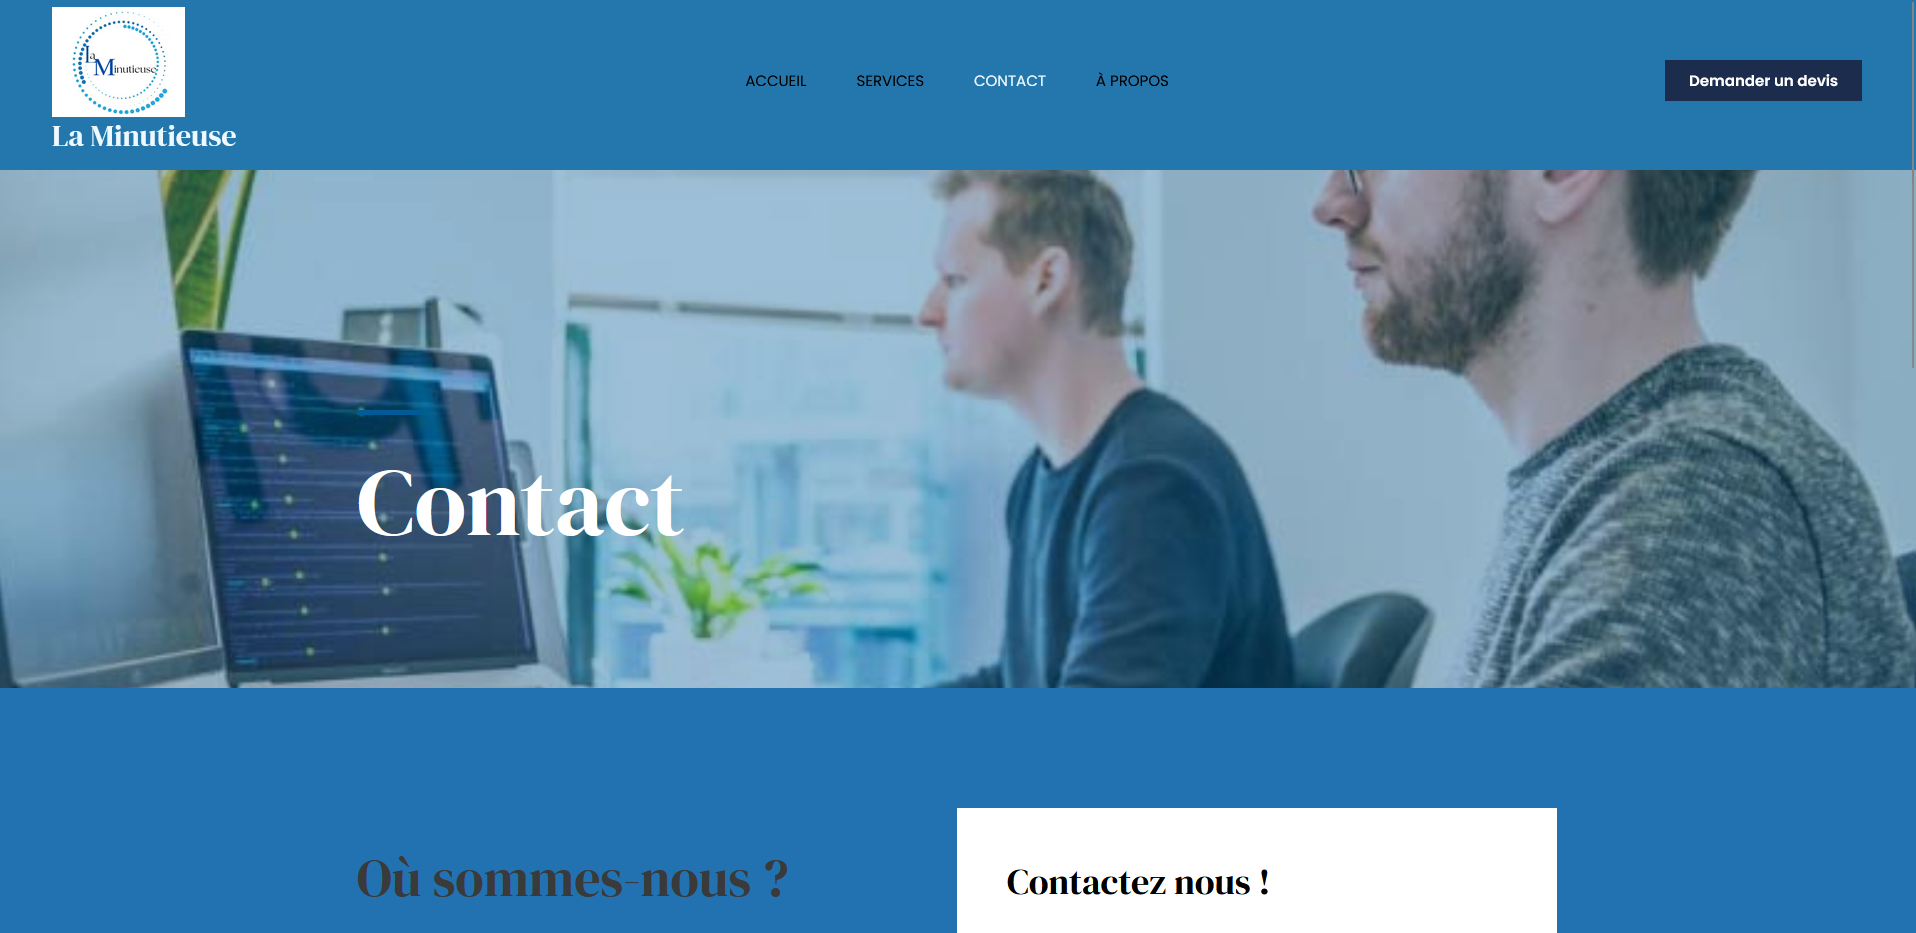 La
Minutieuse
La Minutieuse
ACCUEIL
SERVICES
CONTACT
À PROPOS
Demander un devis
Contact
Où sommes-nous ?
Contactez nous !